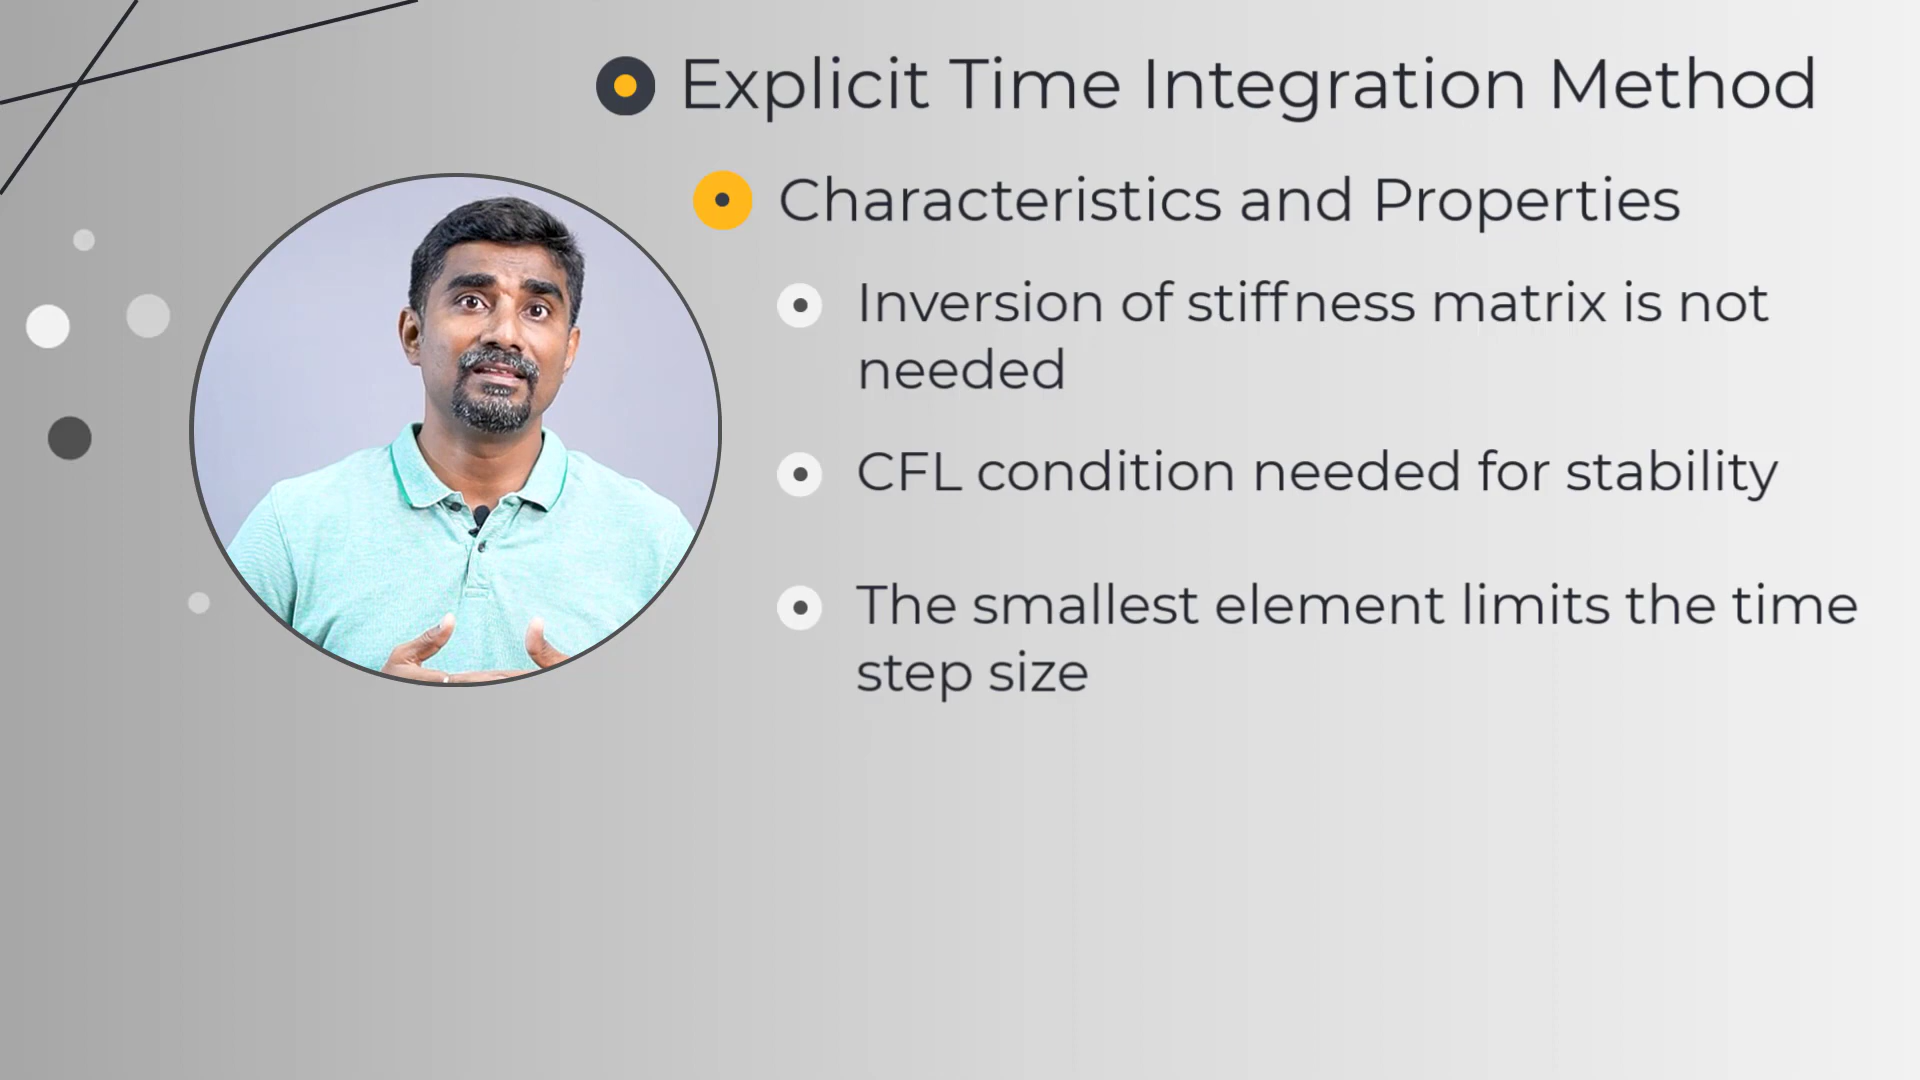 Explicit Time Integration Method
Characteristics and Properties
Inversion of stiffness matrix is not
needed
CFL condition needed for stability
The smallest element limits the time
step size